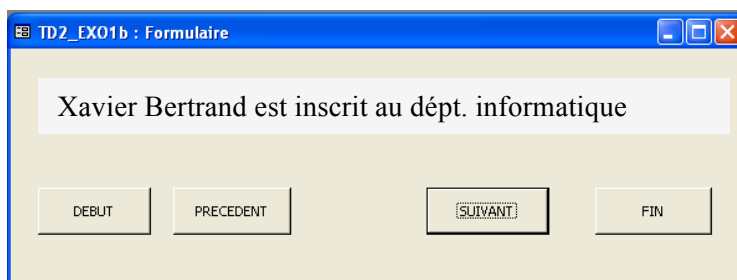 TD2_EXO1b : Formulaire
Xavier Bertrand est inscrit au dépt. informatique
DEBUT PRECEDENT SUIVANT FIN